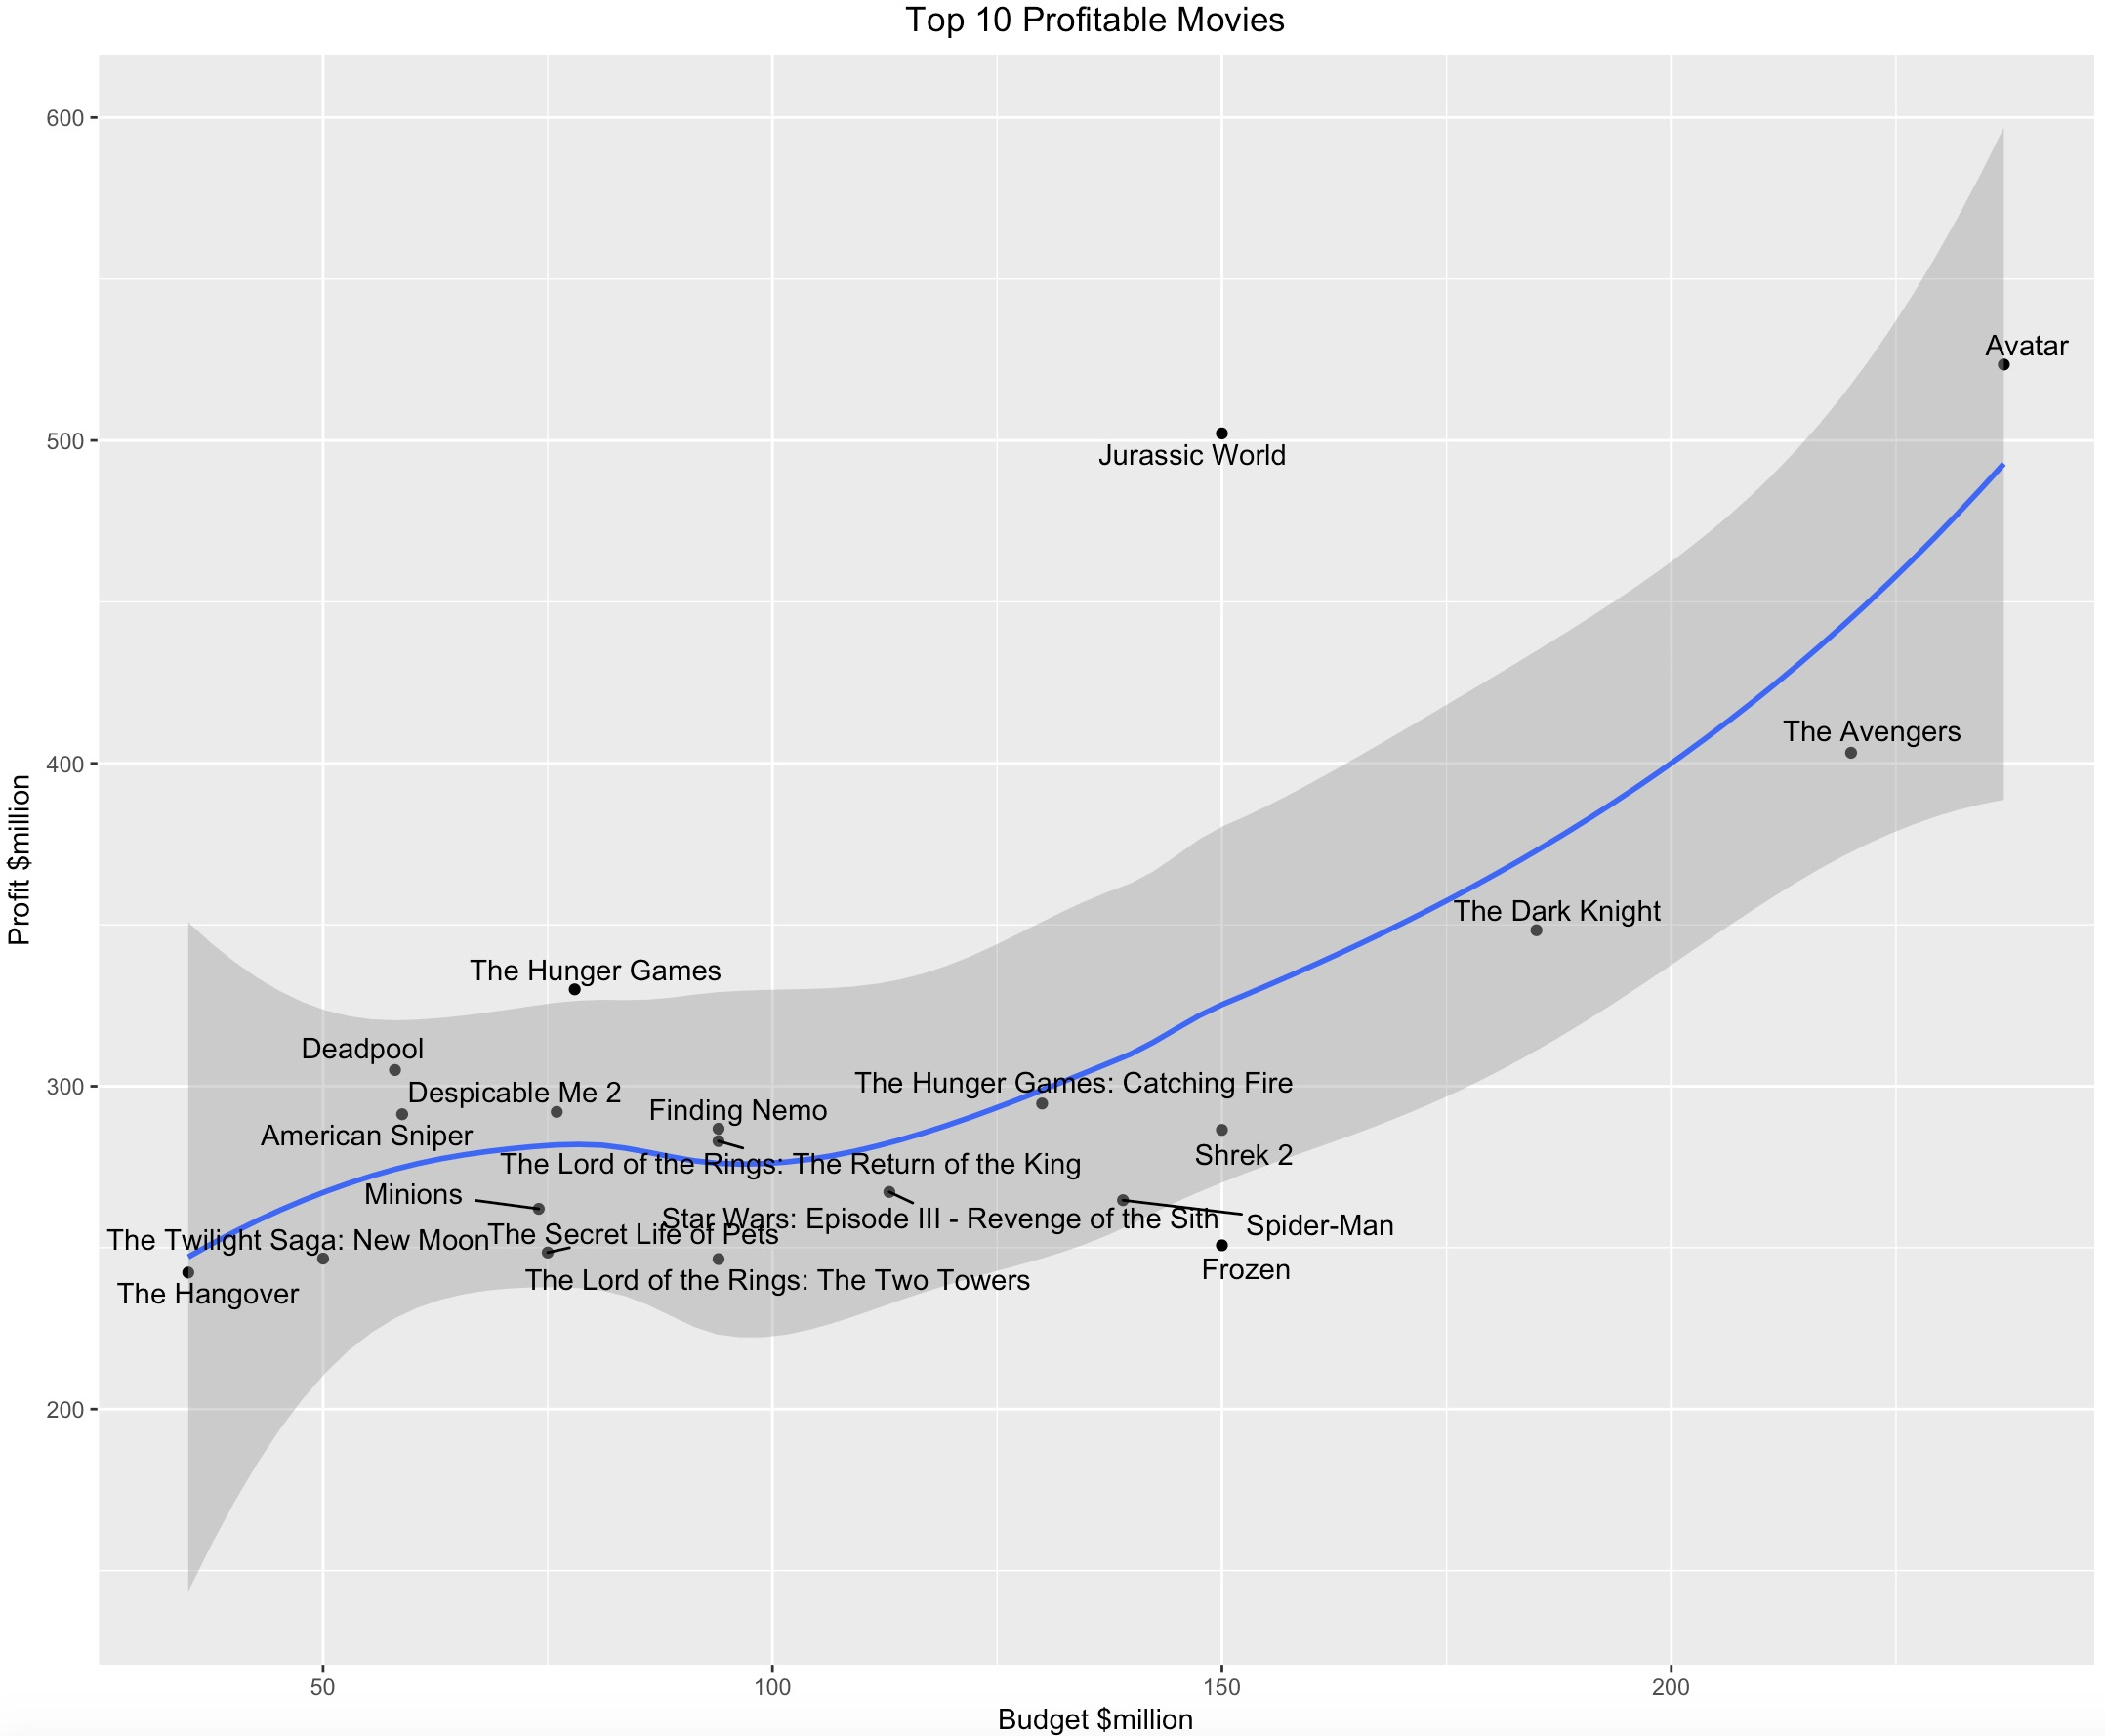 Top 10 Profitable Movies
600
Avatar
500
Jurassic World
The Avengers
400
Profit $million
The Dark Knight
The Hunger Games
Deadpool
The Hunger Games: Catching Fire
300
Despicable Me 2
Finding Nemo
American Sniper
Shrek 2
The Lord of the Rings: The Return of the King
Minions
Star Wars: Episode III - Revenge of the Sith
Spider-Man
The Secret Life of Pets
The Twilight Saga: New Moon
Frozen
The Lord of the Rings: The Two Towers
The Hangover
200
50
100
150
200
Budget $million